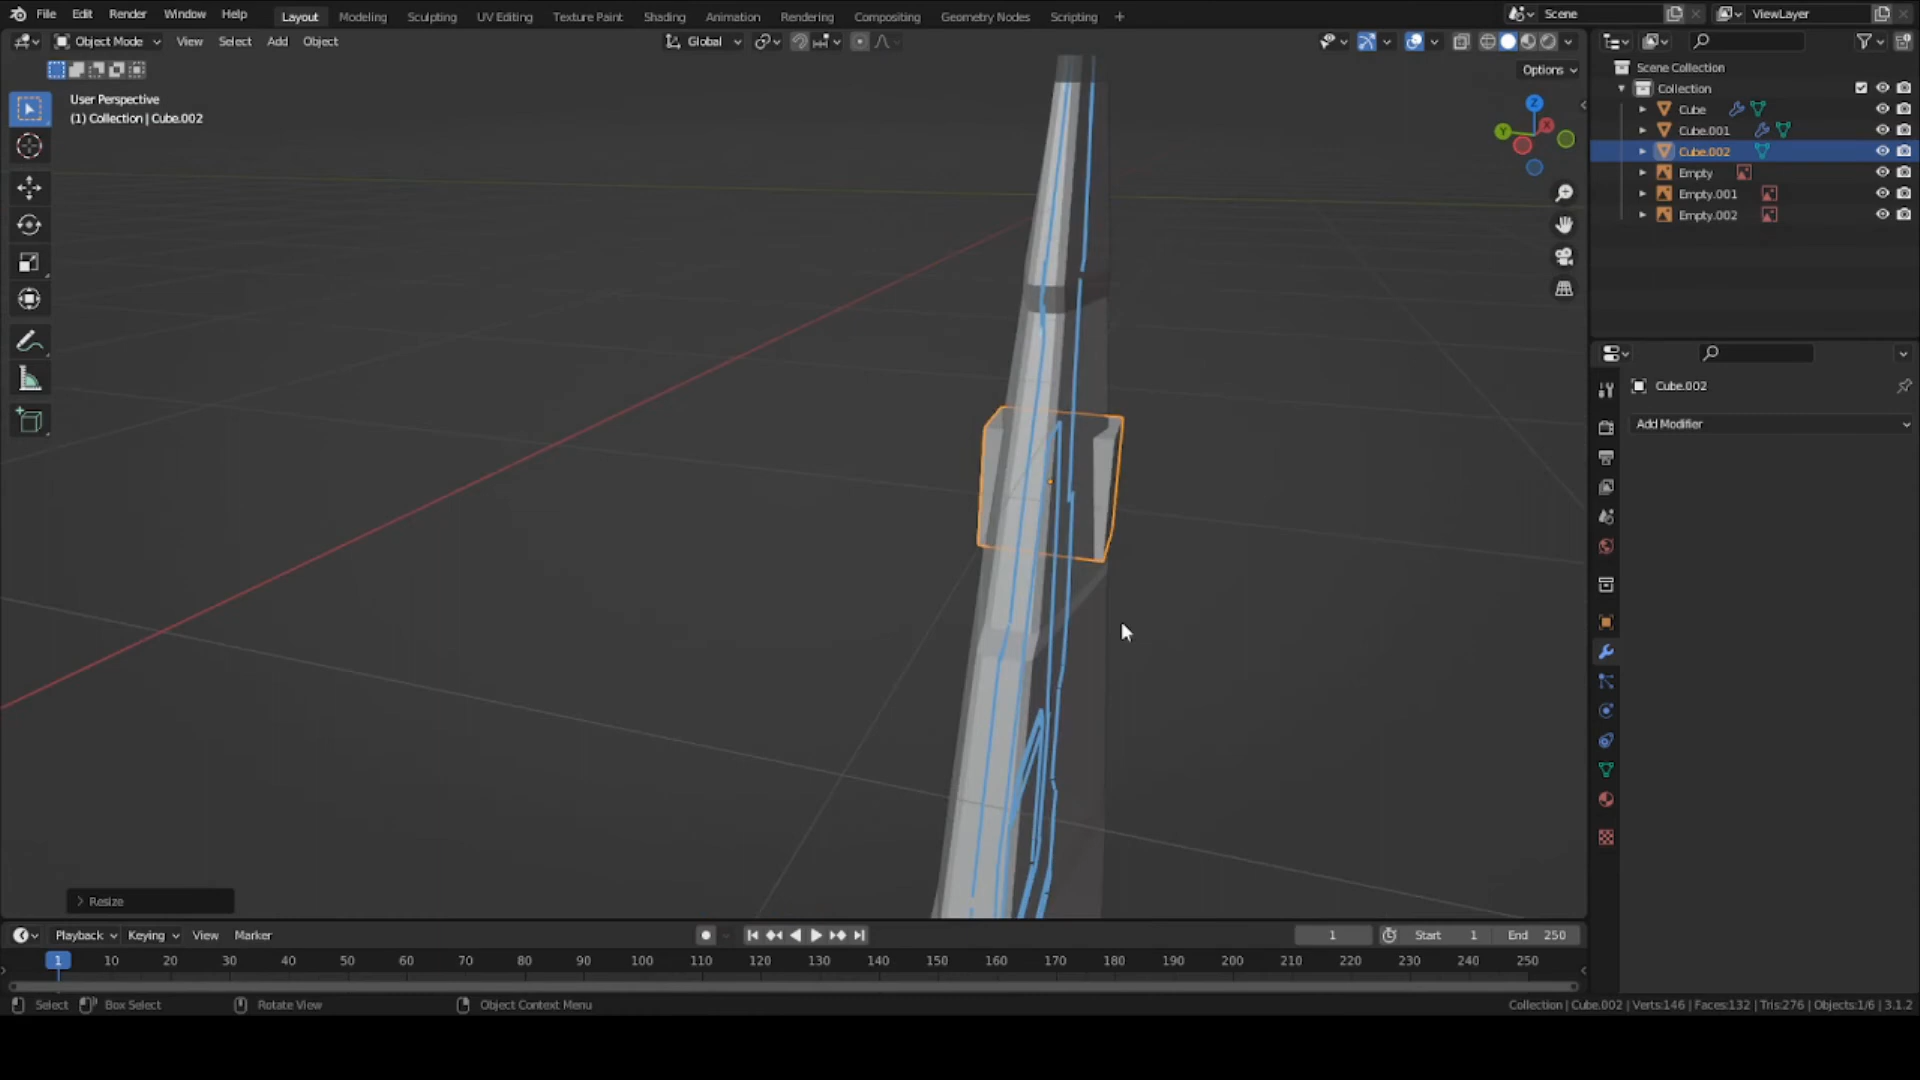 File Edit Render Window Help Layout Modeling Sculpting UV Editing Texture Paint Shading Animation Rendering Compositing Geometry Nodes Scripting + Scene ViewLayer
Object Mode View Select Add Object Global
Options
User Perspective
(1) Collection | Cube.002
Z
Y
X
Scene Collection
Collection
Cube
Cube.001
Cube.002
Empty
Empty.001
Empty.002
Cube.002
Add Modifier
Resize
Playback Keying View Marker 1 Start 1 End 250
1 10 20 30 40 50 60 70 80 90 100 110 120 130 140 150 160 170 180 190 200 210 220 230 240 250
Select Box Select Rotate View Object Context Menu Collection | Cube.002 | Verts:146 | Faces:132 | Tris:276 | Objects:1/6 | 3.1.2